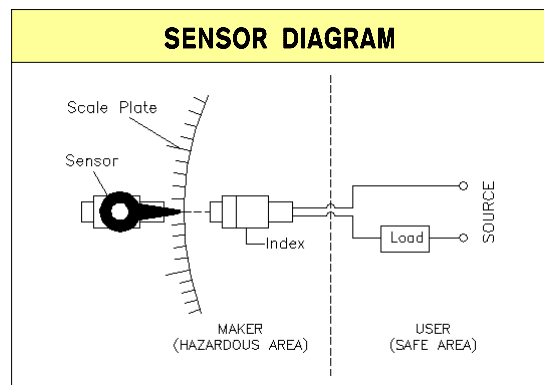 SENSOR DIAGRAM
Scale Plate
Sensor
Index
Load
SOURCE
MAKER
(HAZARDOUS AREA)
USER
(SAFE AREA)